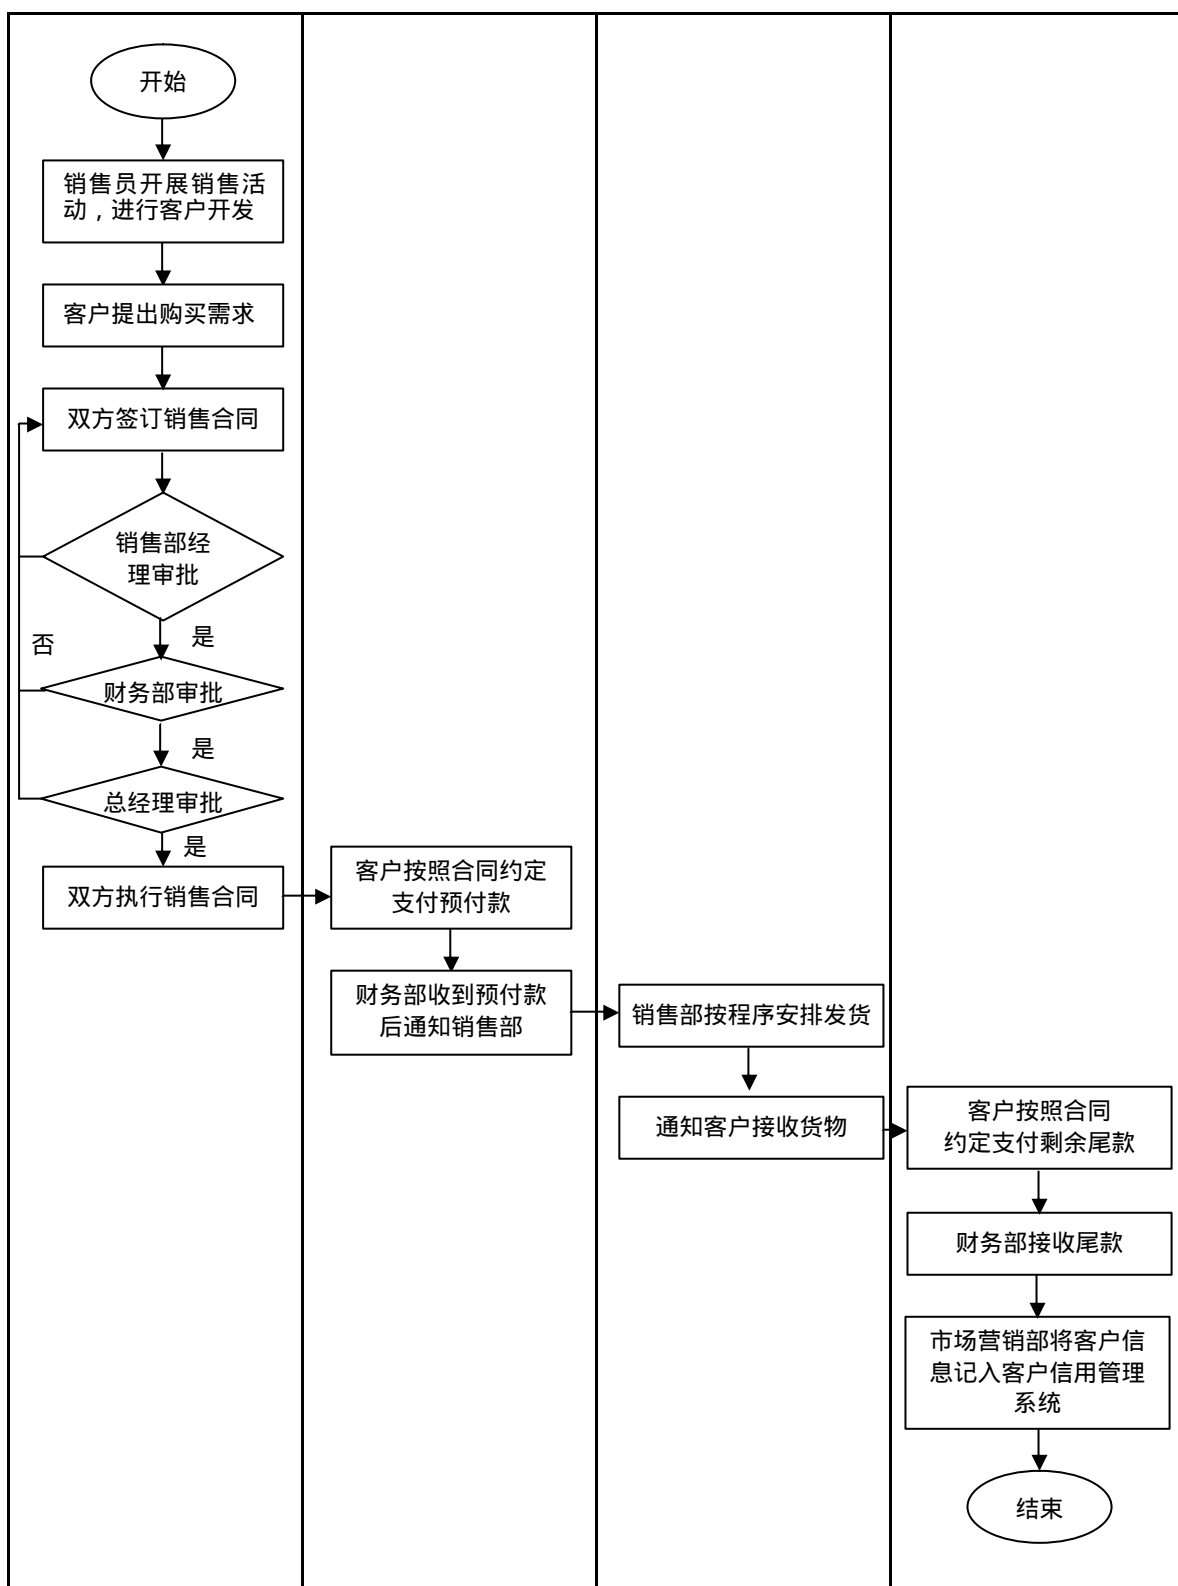 开始
销售员开展销售活
动，进行客户开发
客户提出购买需求
双方签订销售合同
销售部经
理审批
否
是
财务部审批
是
总经理审批
是
双方执行销售合同
客户按照合同约定
支付预付款
财务部收到预付款
后通知销售部
销售部按程序安排发货
通知客户接收货物
客户按照合同
约定支付剩余尾款
财务部接收尾款
市场营销部将客户信
息记入客户信用管理
系统
结束